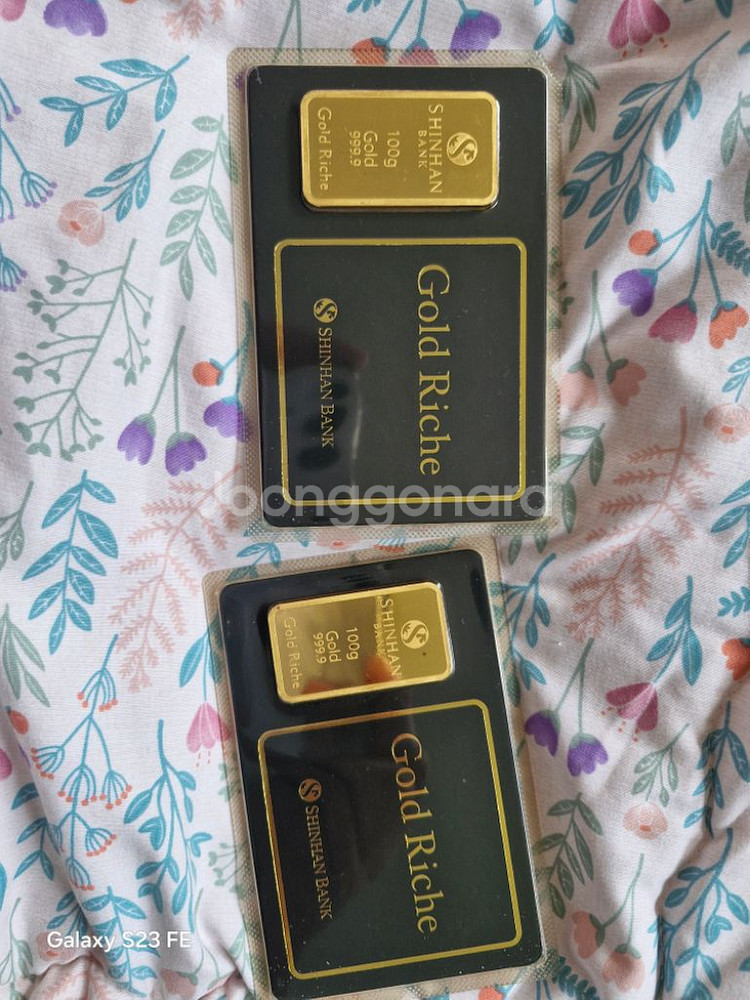 SHINHAN
BANK
100g
Gold
999.9
Gold Riche
Gold Riche
SHINHAN BANK
joonggonara
SHINHAN
BANK
100g
Gold
999.9
Gold Riche
Gold Riche
SHINHAN BANK
Galaxy S23 FE